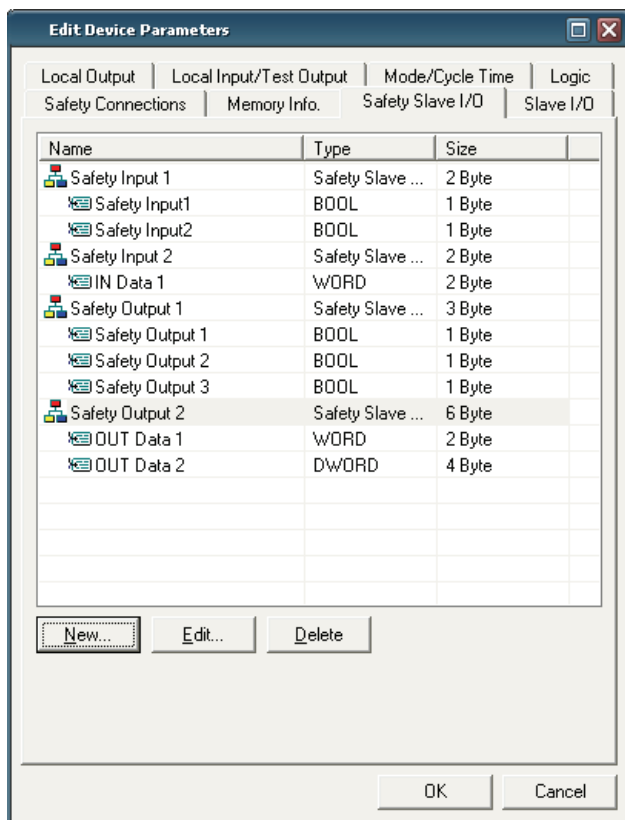 Edit Device Parameters
Local Output Local Input/Test Output Mode/Cycle Time Logic
Safety Connections Memory Info. Safety Slave I/O Slave I/O
Name Type Size
Safety Input 1 Safety Slave ... 2 Byte
Safety Input1 BOOL 1 Byte
Safety Input2 BOOL 1 Byte
Safety Input 2 Safety Slave ... 2 Byte
IN Data 1 WORD 2 Byte
Safety Output 1 Safety Slave ... 3 Byte
Safety Output 1 BOOL 1 Byte
Safety Output 2 BOOL 1 Byte
Safety Output 3 BOOL 1 Byte
Safety Output 2 Safety Slave ... 6 Byte
OUT Data 1 WORD 2 Byte
OUT Data 2 DWORD 4 Byte
New... Edit... Delete
OK Cancel